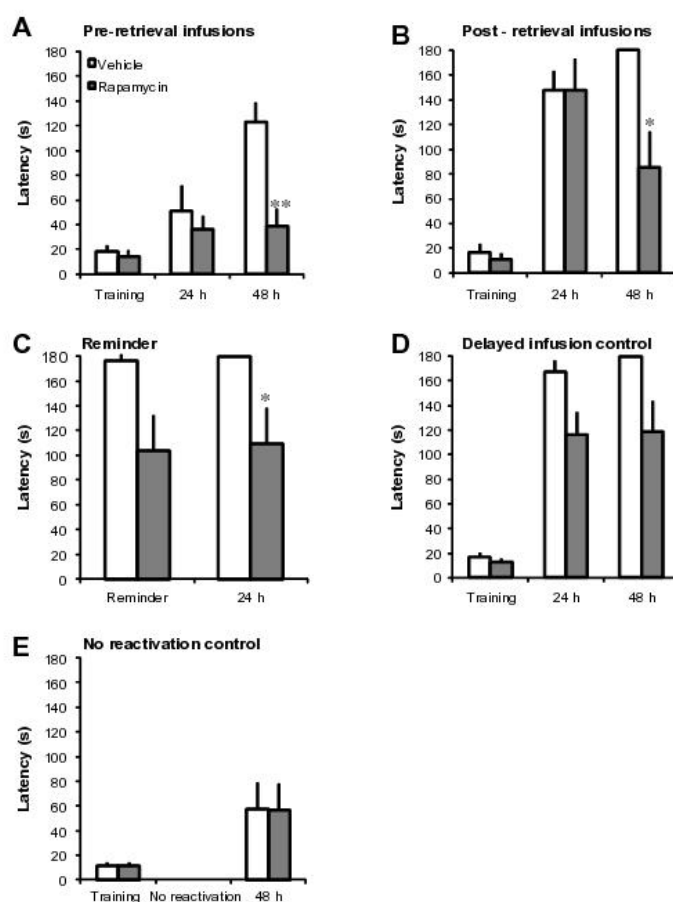 A
Pre-retrieval infusions
Vehicle
Rapamycin
Latency (s)
180
160
140
120
100
80
60
40
20
0
**
Training 24 h 48 h
B
Post - retrieval infusions
Latency (s)
180
160
140
120
100
80
60
40
20
0
*
Training 24 h 48 h
C
Reminder
Latency (s)
180
160
140
120
100
80
60
40
20
0
*
Reminder 24 h
D
Delayed infusion control
Latency (s)
180
160
140
120
100
80
60
40
20
0
Training 24 h 48 h
E
No reactivation control
Latency (s)
180
160
140
120
100
80
60
40
20
0
Training No reactivation 48 h